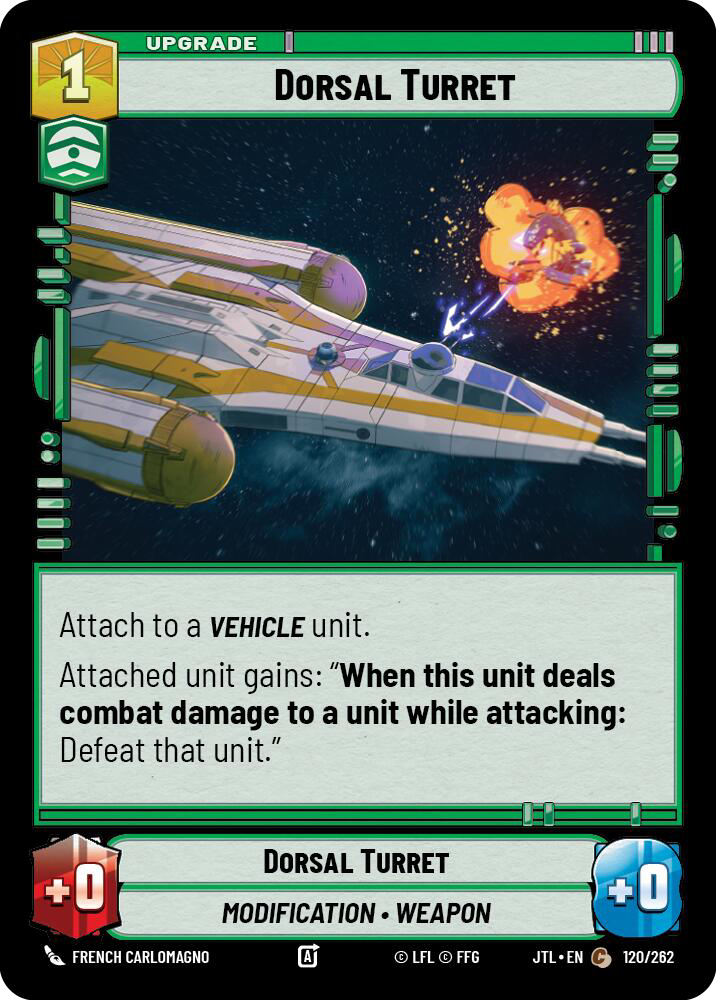 UPGRADE
1
DORSAL TURRET
Attach to a VEHICLE unit.
Attached unit gains: “When this unit deals
combat damage to a unit while attacking:
Defeat that unit.”
+0
DORSAL TURRET
+0
MODIFICATION • WEAPON
FRENCH CARLOMAGNO
A
© LFL © FFG
JTL • EN
C
120/262